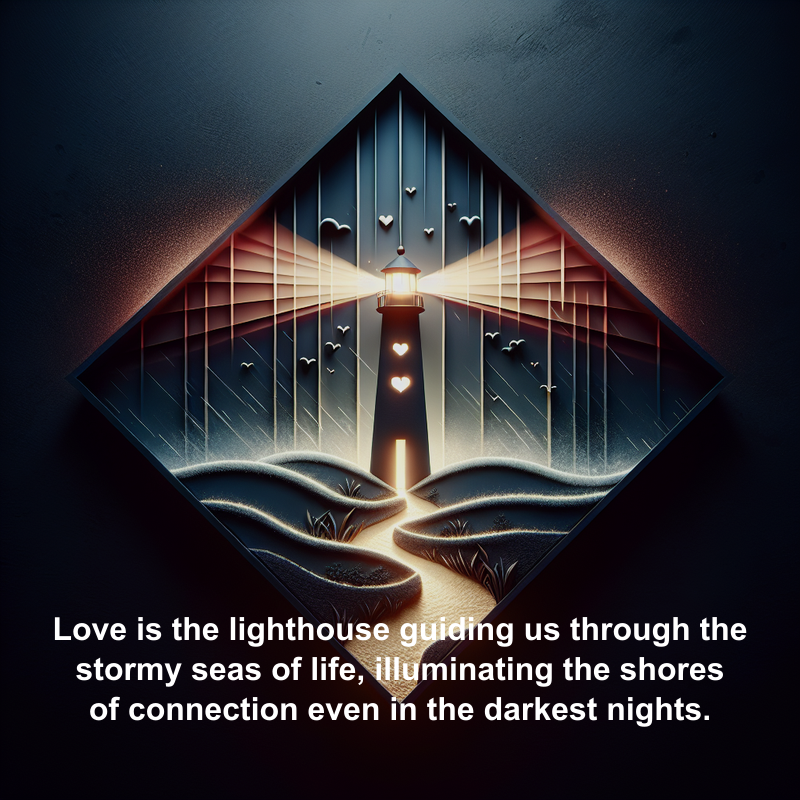 Love is the lighthouse guiding us through the
stormy seas of life, illuminating the shores
of connection even in the darkest nights.